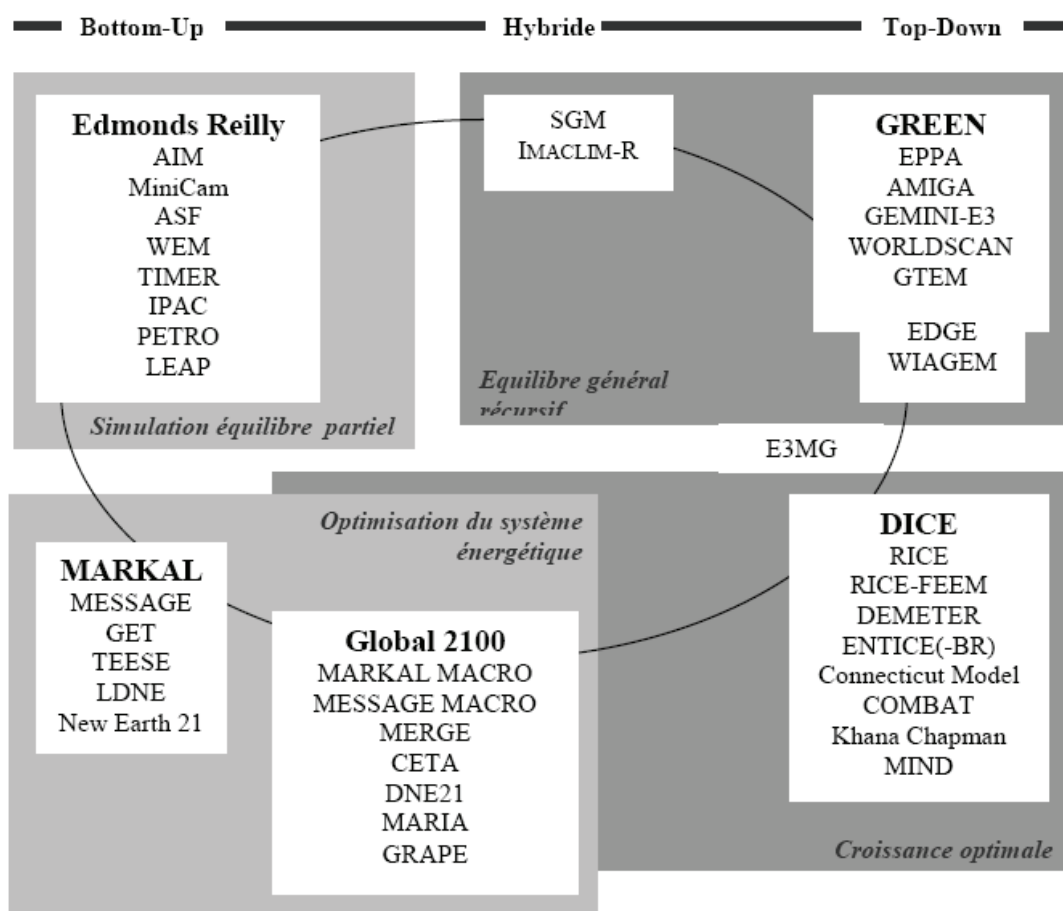 Bottom-Up
Hybride
Top-Down
Edmonds Reilly
AIM
MiniCam
ASF
WEM
TIMER
IPAC
PETRO
LEAP
Simulation équilibre partiel
SGM
IMACLIM-R
GREEN
EPPA
AMIGA
GEMINI-E3
WORLDSCAN
GTEM
EDGE
WIAGEM
Equilibre général
récursif
E3MG
Optimisation du système
énergétique
MARKAL
MESSAGE
GET
TEESE
LDNE
New Earth 21
Global 2100
MARKAL MACRO
MESSAGE MACRO
MERGE
CETA
DNE21
MARIA
GRAPE
DICE
RICE
RICE-FEEM
DEMETER
ENTICE(-BR)
Connecticut Model
COMBAT
Khana Chapman
MIND
Croissance optimale